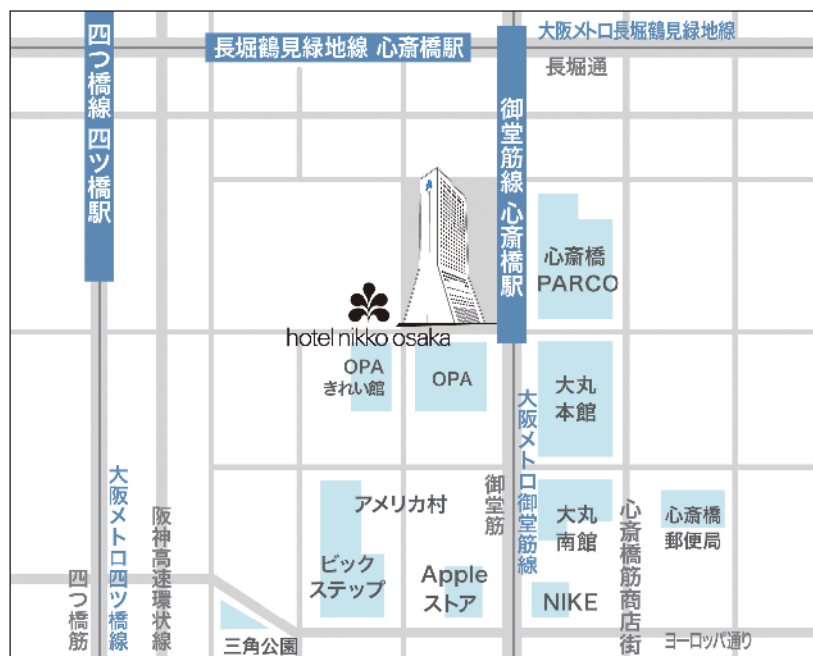 大阪メトロ長堀鶴見緑地線
長堀鶴見緑地線 心斎橋駅
長堀通
四つ橋線 四ツ橋駅
御堂筋線 心斎橋駅
心斎橋
PARCO
hotel nikko osaka
OPA
きれい館
OPA
大丸
本館
大阪メトロ御堂筋線
御堂筋
アメリカ村
大丸
南館
心斎橋筋商店街
心斎橋
郵便局
大阪メトロ四ツ橋線
阪神高速環状線
四つ橋筋
ビック
ステップ
Apple
ストア
NIKE
三角公園
ヨーロッパ通り